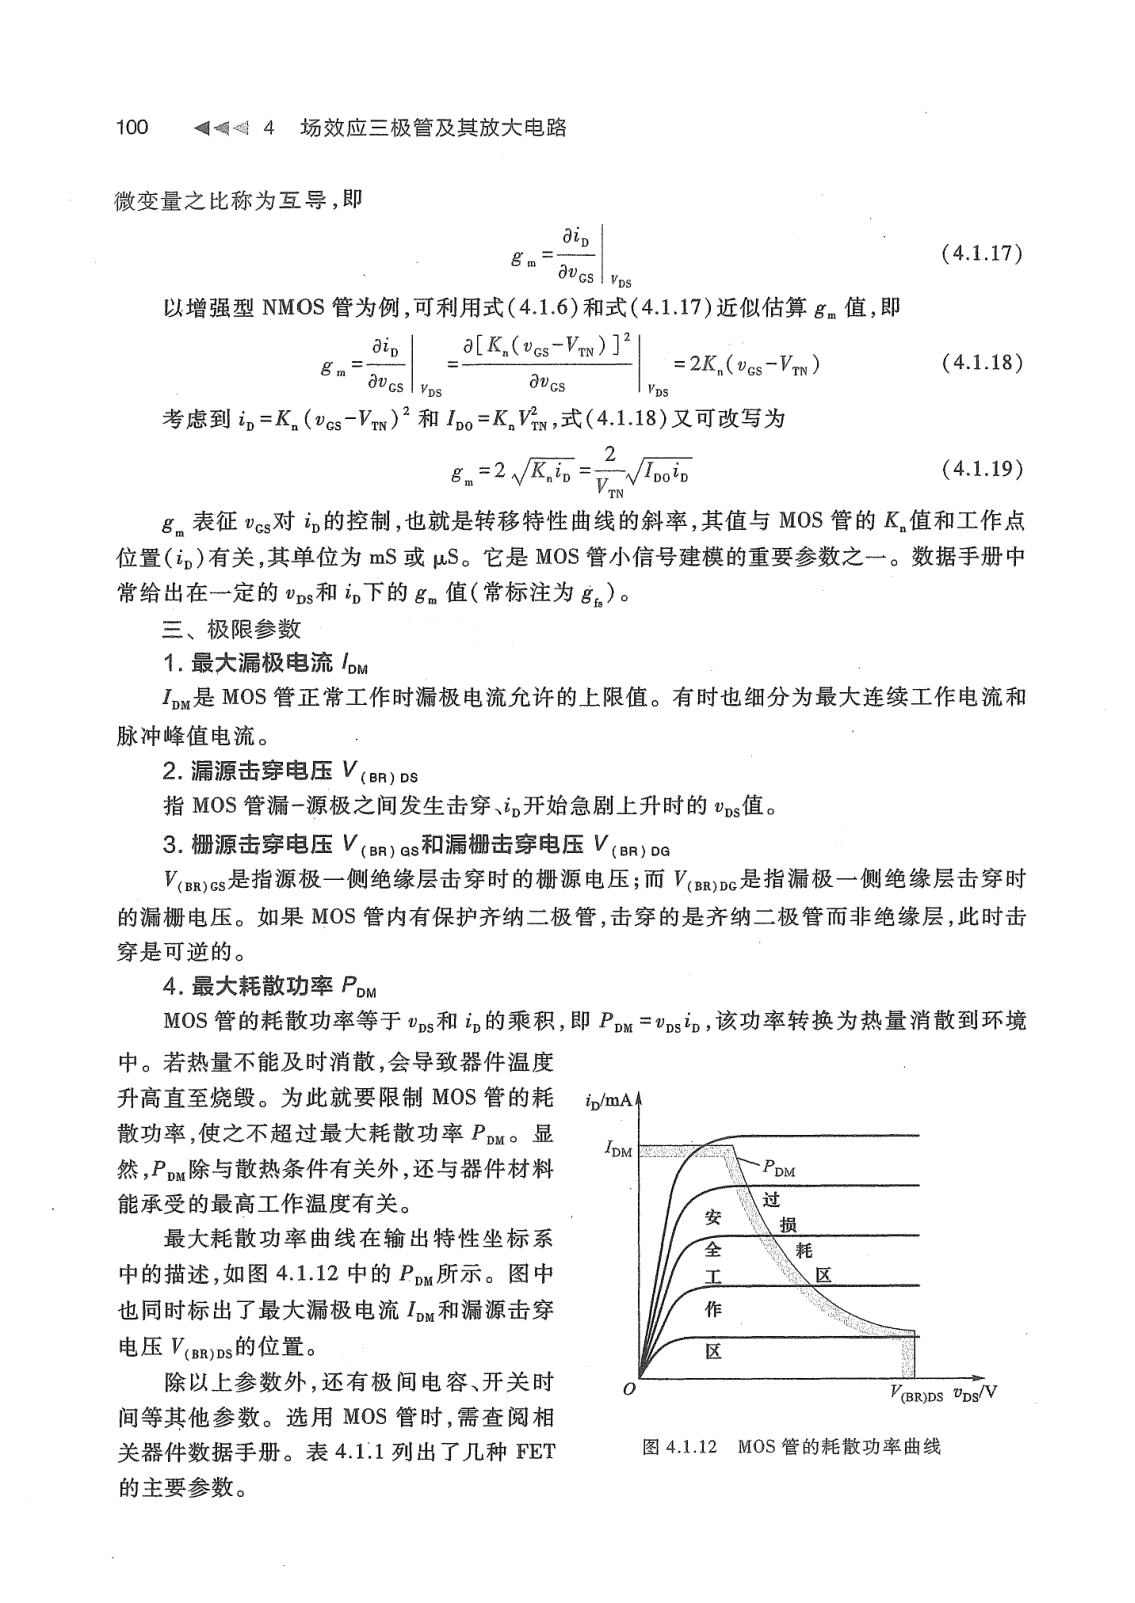 100 4 场效应三极管及其放大电路
微变量之比称为互导,即
g_m = ∂i_D/∂v_GS |_{V_DS} (4.1.17)
以增强型 NMOS 管为例,可利用式(4.1.6)和式(4.1.17)近似估算 g_m 值,即
g_m = ∂i_D/∂v_GS |_{V_DS} = ∂[K_n(v_GS-V_TN)]²/∂v_GS |_{V_DS} = 2K_n(v_GS-V_TN) (4.1.18)
考虑到 i_D=K_n(v_GS-V_TN)² 和 I_DO=K_nV²_TN,式(4.1.18)又可改写为
g_m = 2√(K_n i_D) = 2/V_TN √(I_DO i_D) (4.1.19)
g_m 表征 v_GS对 i_D的控制,也就是转移特性曲线的斜率,其值与 MOS 管的 K_n值和工作点
位置(i_D)有关,其单位为 mS 或 μS。它是 MOS 管小信号建模的重要参数之一。数据手册中
常给出在一定的 v_DS和 i_D下的 g_m 值(常标注为 g_fs)。
三、极限参数
1. 最大漏极电流 I_DM
I_DM是 MOS 管正常工作时漏极电流允许的上限值。有时也细分为最大连续工作电流和
脉冲峰值电流。
2. 漏源击穿电压 V_(BR)DS
指 MOS 管漏-源极之间发生击穿、i_D开始急剧上升时的 v_DS值。
3. 栅源击穿电压 V_(BR)GS和漏栅击穿电压 V_(BR)DG
V_(BR)GS是指源极一侧绝缘层击穿时的栅源电压;而 V_(BR)DG是指漏极一侧绝缘层击穿时
的漏栅电压。如果 MOS 管内有保护齐纳二极管,击穿的是齐纳二极管而非绝缘层,此时击
穿是可逆的。
4. 最大耗散功率 P_DM
MOS 管的耗散功率等于 v_DS和 i_D的乘积,即 P_DM=v_DS i_D,该功率转换为热量消散到环境
中。若热量不能及时消散,会导致器件温度
升高直至烧毁。为此就要限制 MOS 管的耗
散功率,使之不超过最大耗散功率 P_DM。显
然,P_DM除与散热条件有关外,还与器件材料
能承受的最高工作温度有关。
最大耗散功率曲线在输出特性坐标系
中的描述,如图 4.1.12 中的 P_DM所示。图中
也同时标出了最大漏极电流 I_DM和漏源击穿
电压 V_(BR)DS的位置。
除以上参数外,还有极间电容、开关时
间等其他参数。选用 MOS 管时,需查阅相
关器件数据手册。表 4.1.1 列出了几种 FET
的主要参数。
i_D/mA
I_DM
P_DM
过损耗区
安全工作区
O
V_(BR)DS v_DS/V
图 4.1.12 MOS 管的耗散功率曲线